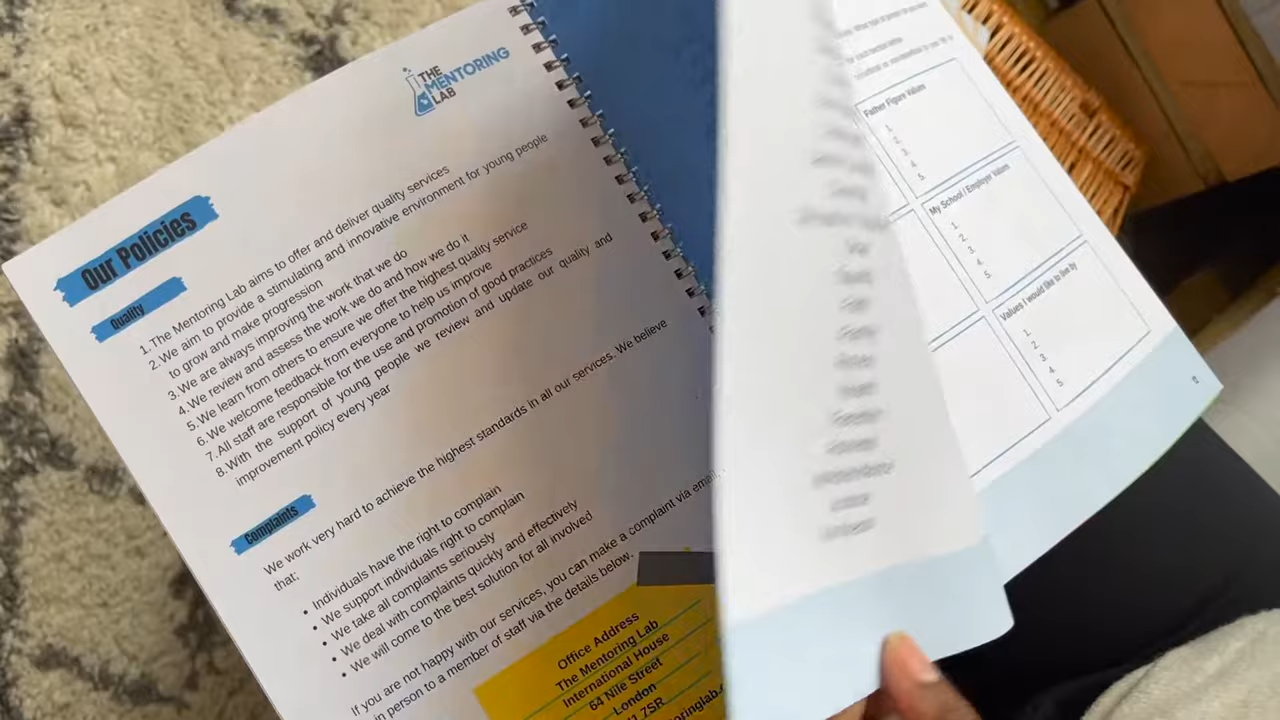 THE
MENTORING
LAB
Our Policies
Quality
1. The Mentoring Lab aims to offer and deliver quality services
2. We aim to provide a stimulating and innovative environment for young people
to grow and make progression
3. We are always improving the work that we do
4. We review and assess the work we do and how we do it
5. We learn from others to ensure we offer the highest quality service
6. We welcome feedback from everyone to help us improve
7. All staff are responsible for the use and promotion of good practices
8. With the support of young people we review and update our quality and
improvement policy every year
Complaints
We work very hard to achieve the highest standards in all our services. We believe
that:
• Individuals have the right to complain
• We support individuals right to complain
• We take all complaints seriously
• We deal with complaints quickly and effectively
• We will come to the best solution for all involved
If you are not happy with our services, you can make a complaint via email,
in person to a member of staff via the details below.
Office Address
The Mentoring Lab
International House
64 Nile Street
London
7SR
Father Figure Values
1.
2.
3.
4.
5.
My School / Employer Values
1.
2.
3.
4.
5.
Values I would like to live by
1.
2.
3.
4.
5.